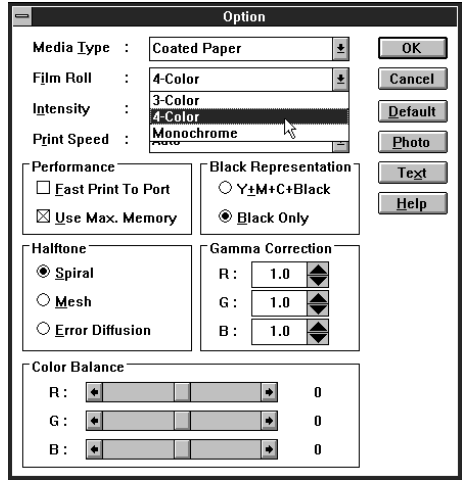 Option
Media Type : Coated Paper
OK
Film Roll : 4-Color
Cancel
3-Color
Intensity :
4-Color
Default
Monochrome
Print Speed :
Photo
Performance
Fast Print To Port
Use Max. Memory
Black Representation
Y+M+C+Black
Black Only
Text
Help
Halftone
Spiral
Mesh
Error Diffusion
Gamma Correction
R : 1.0
G : 1.0
B : 1.0
Color Balance
R : 0
G : 0
B : 0